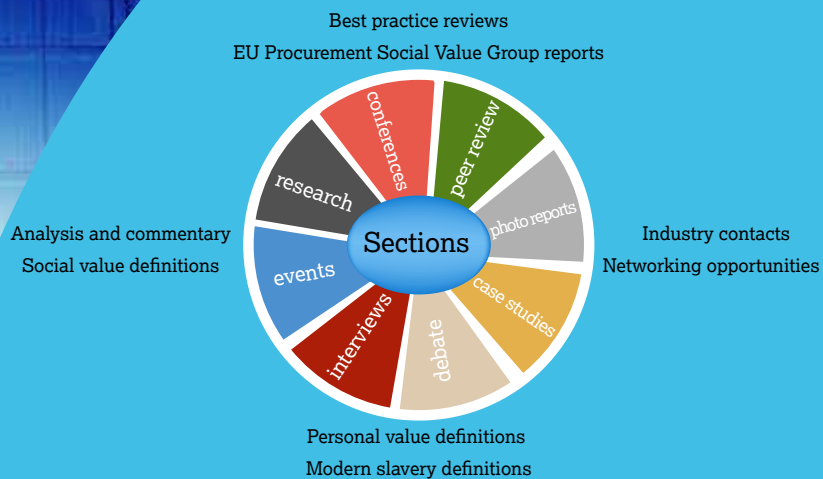 Best practice reviews
EU Procurement Social Value Group reports
conferences
peer review
research
photo reports
Sections
Analysis and commentary
Social value definitions
Industry contacts
Networking opportunities
events
case studies
interviews
debate
Personal value definitions
Modern slavery definitions